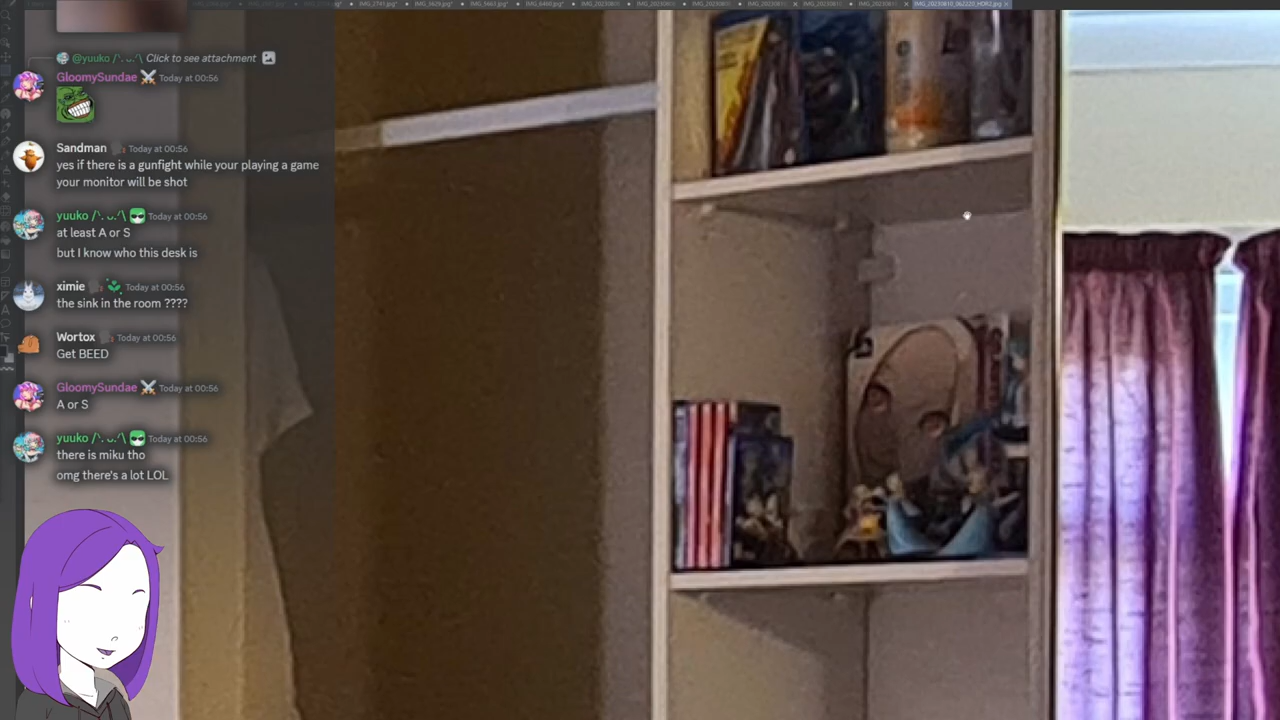 IMG_20230810_062220_HDR2.jpg
@yuuko /'. ᴗ.'\ Click to see attachment
GloomySundae Today at 00:56
Sandman Today at 00:56
yes if there is a gunfight while your playing a game
your monitor will be shot
yuuko /'. ᴗ.'\ Today at 00:56
at least A or S
but I know who this desk is
ximie Today at 00:56
the sink in the room ????
Wortox Today at 00:56
Get BEED
GloomySundae Today at 00:56
A or S
yuuko /'. ᴗ.'\ Today at 00:56
there is miku tho
omg there's a lot LOL